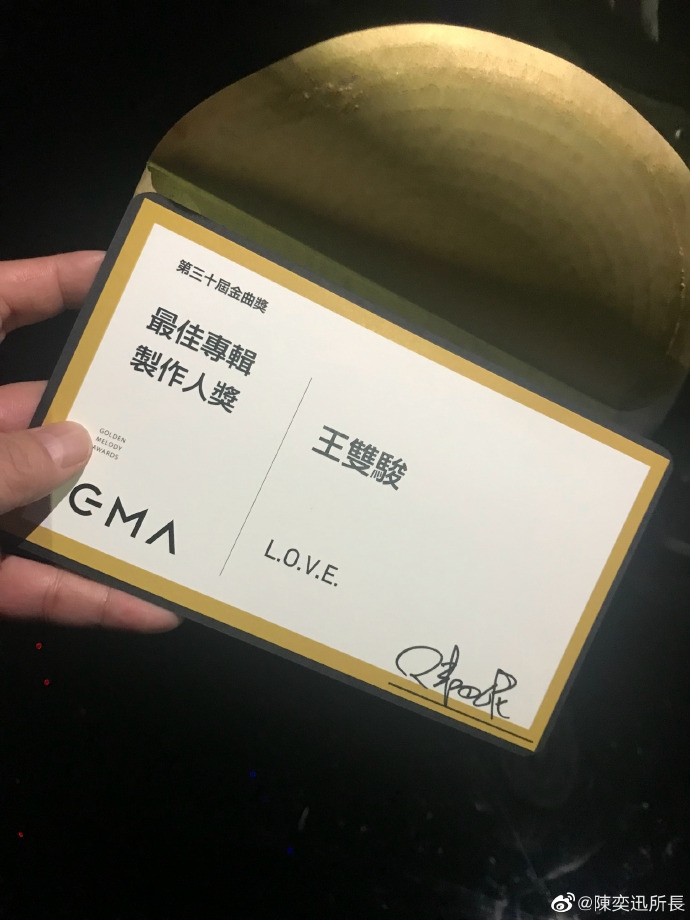 第三十屆金曲獎
最佳專輯
製作人獎
GOLDEN
MELODY
AWARDS
GMA
王雙駿
L.O.V.E.
@陳奕迅所長